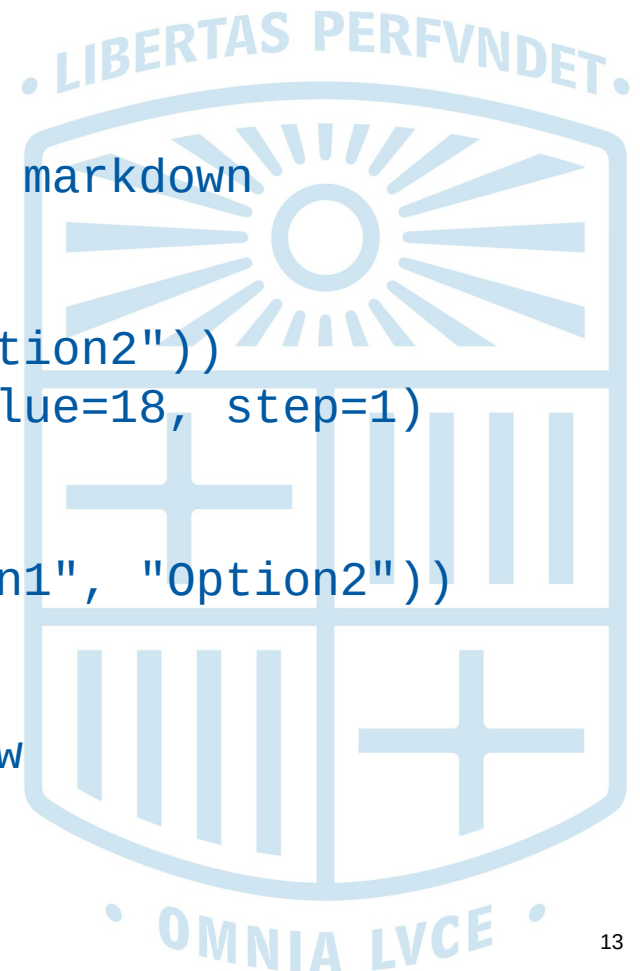 • LIBERTAS PERFVNDET •
markdown
tion2"))
lue=18, step=1)
n1", "Option2"))
w
• OMNIA LVCE •
13